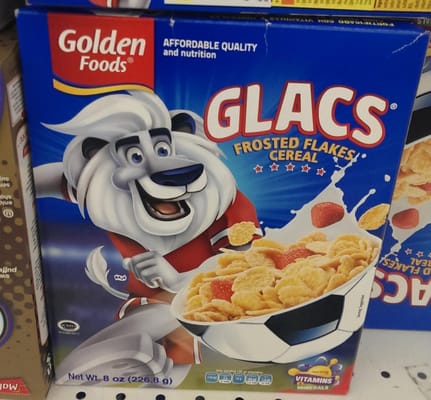 Golden
Foods®
AFFORDABLE QUALITY
and nutrition
GLACS®
FROSTED FLAKES
CEREAL
Net Wt. 8 oz (226.8 g)
VITAMINS